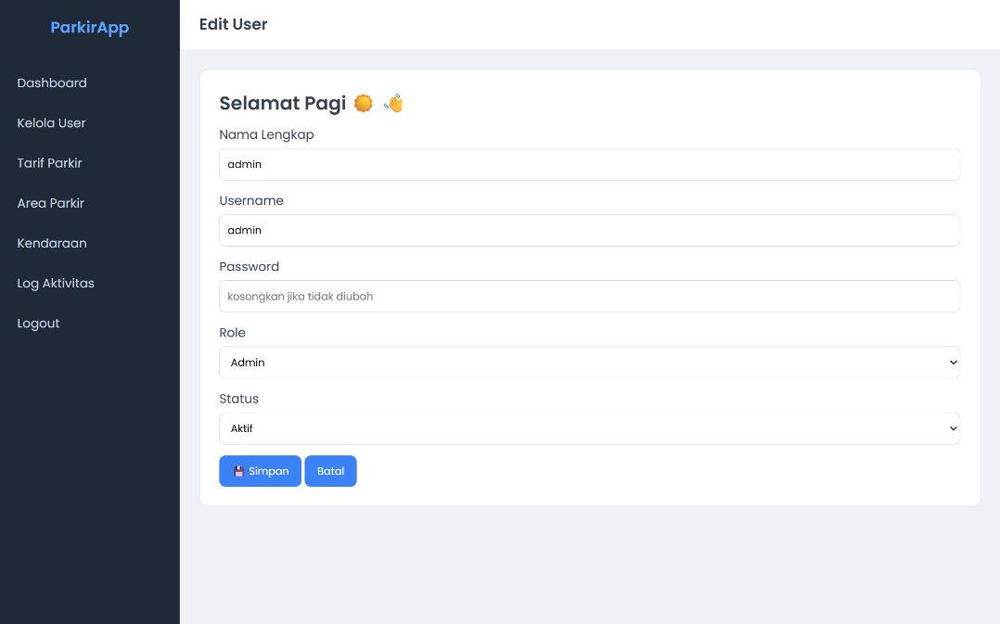 ParkirApp
Dashboard
Kelola User
Tarif Parkir
Area Parkir
Kendaraan
Log Aktivitas
Logout
Edit User
Selamat Pagi
Nama Lengkap
admin
Username
admin
Password
kosongkan jika tidak diubah
Role
Admin
Status
Aktif
Simpan
Batal